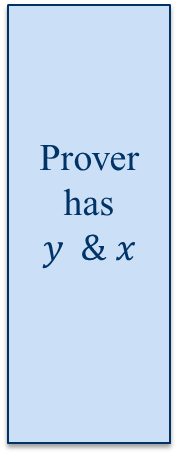 Prover
has
𝑦 & 𝑥